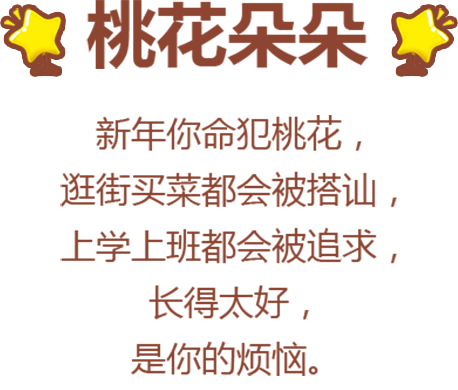 桃花朵朵
新年你命犯桃花，
逛街买菜都会被搭讪，
上学上班都会被追求，
长得太好，
是你的烦恼。